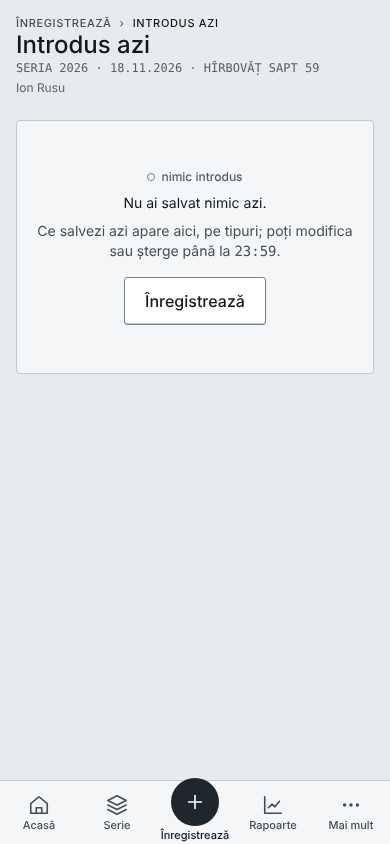 ÎNREGISTREAZĂ › INTRODUS AZI
Introdus azi
SERIA 2026 · 18.11.2026 · HÎRBOVĂȚ SAPT 59
Ion Rusu
nimic introdus
Nu ai salvat nimic azi.
Ce salvezi azi apare aici, pe tipuri; poți modifica
sau șterge până la 23:59.
Înregistrează
Acasă
Serie
Înregistrează
Rapoarte
Mai mult